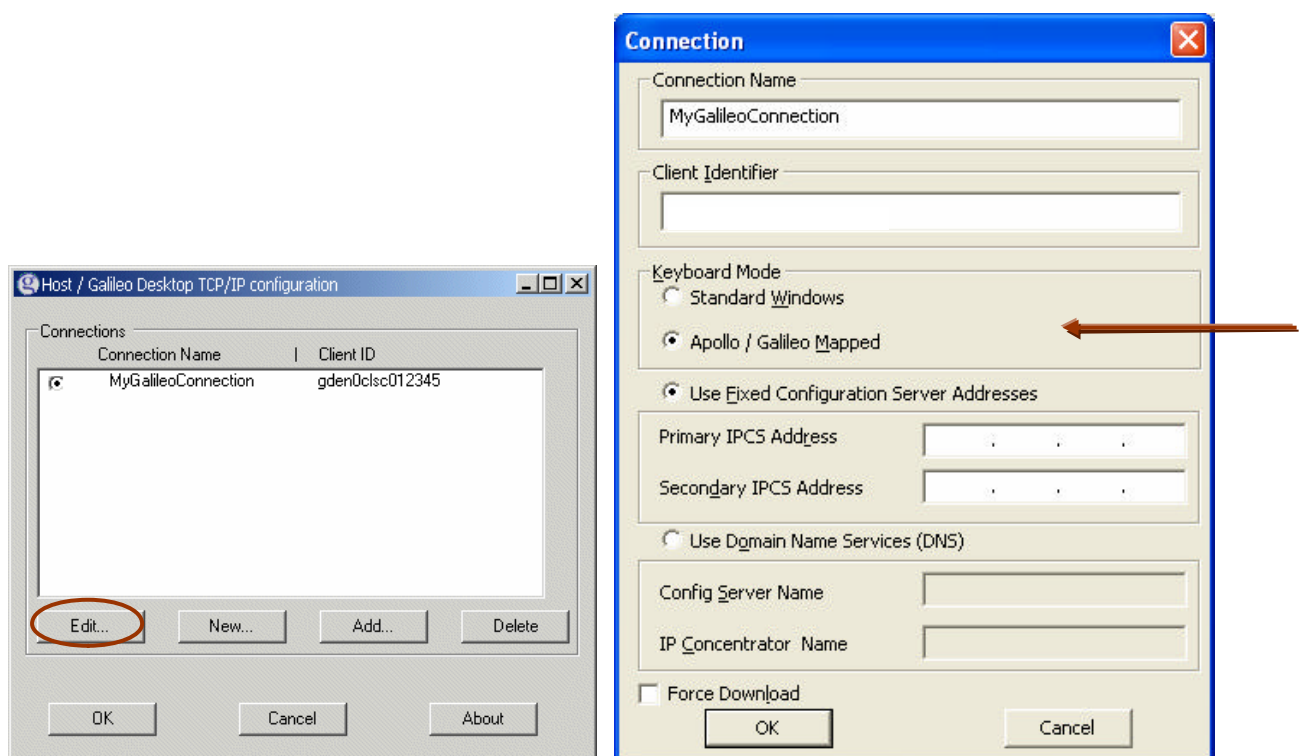 Host / Galileo Desktop TCP/IP configuration
Connections
Connection Name | Client ID
MyGalileoConnection gden0clsc012345
Edit... New... Add... Delete
OK Cancel About
Connection
Connection Name
MyGalileoConnection
Client Identifier
Keyboard Mode
Standard Windows
Apollo / Galileo Mapped
Use Fixed Configuration Server Addresses
Primary IPCS Address . . .
Secondary IPCS Address . . .
Use Domain Name Services (DNS)
Config Server Name
IP Concentrator Name
Force Download
OK Cancel